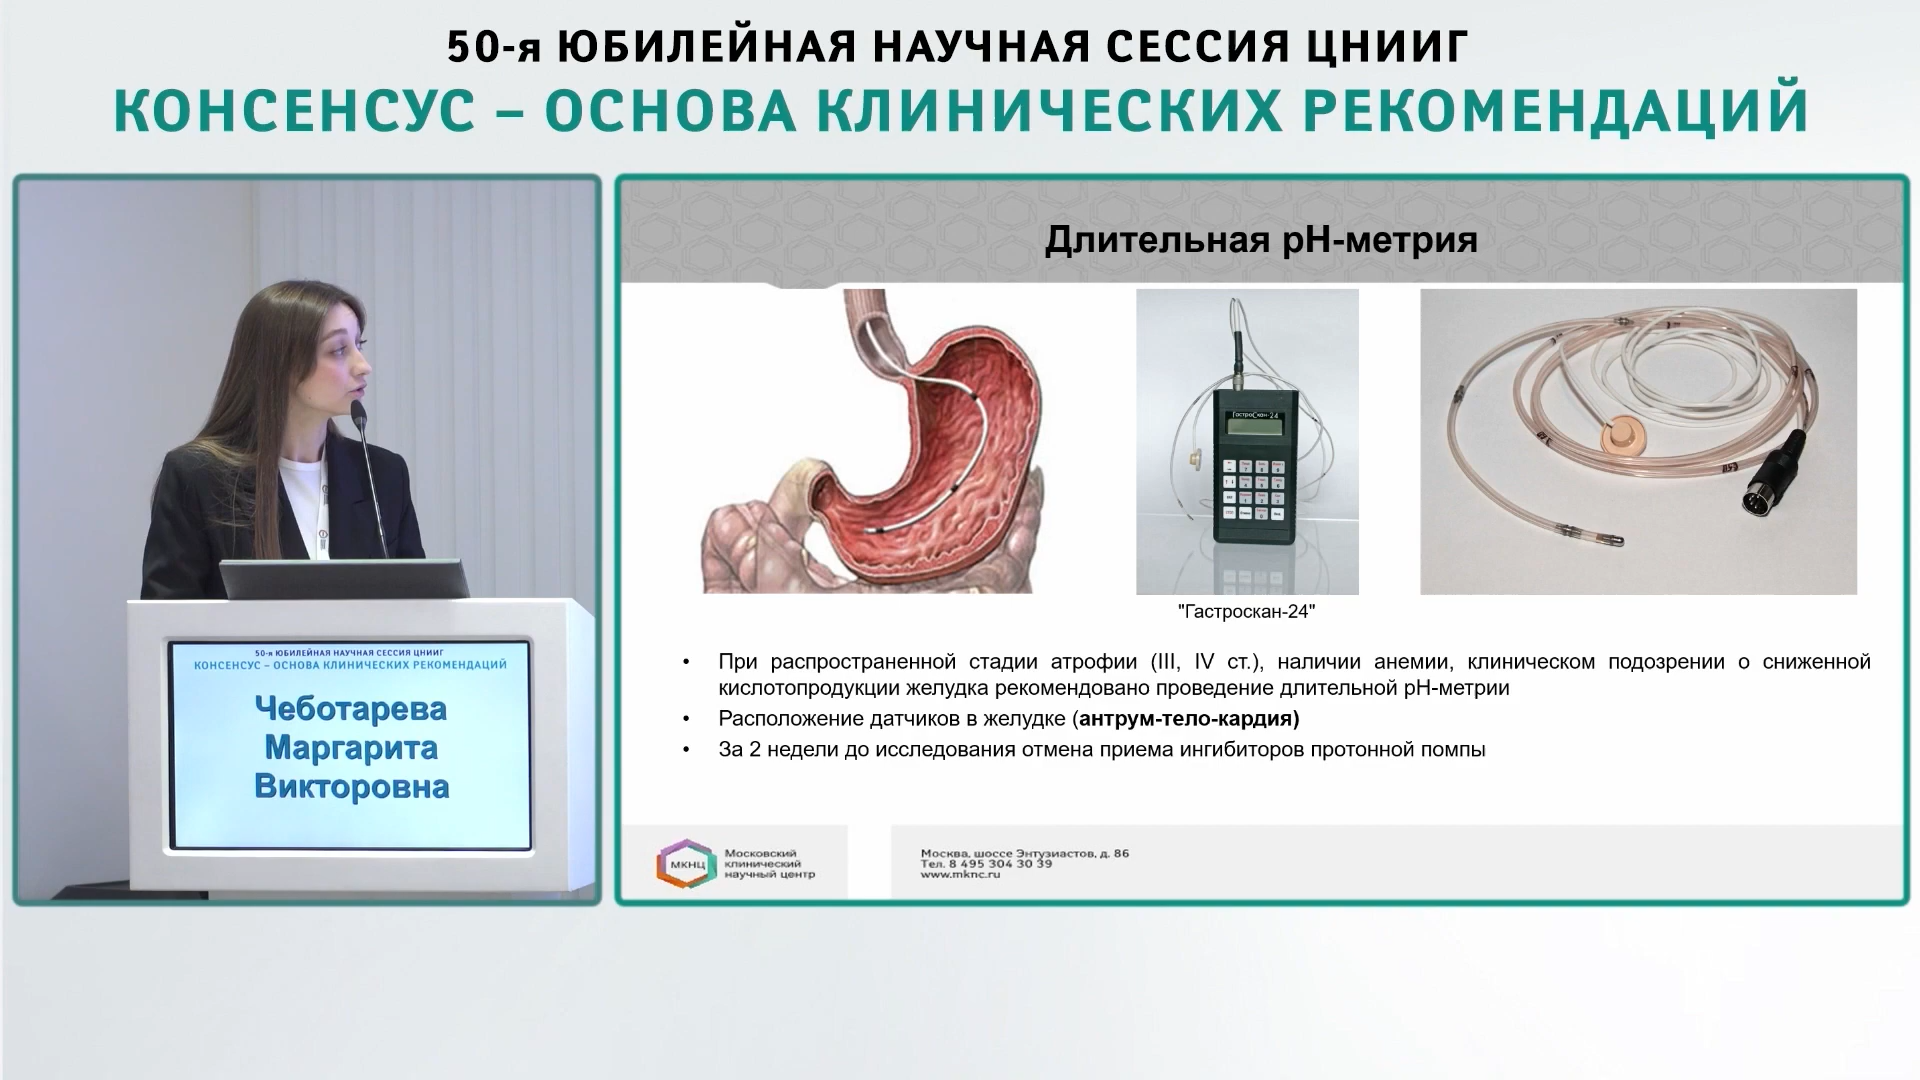 50-я ЮБИЛЕЙНАЯ НАУЧНАЯ СЕССИЯ ЦНИИГ
КОНСЕНСУС – ОСНОВА КЛИНИЧЕСКИХ РЕКОМЕНДАЦИЙ
50-я ЮБИЛЕЙНАЯ НАУЧНАЯ СЕССИЯ ЦНИИГ
КОНСЕНСУС – ОСНОВА КЛИНИЧЕСКИХ РЕКОМЕНДАЦИЙ
Чеботарева
Маргарита
Викторовна
Длительная рН-метрия
ГастроСкан-24
"Гастроскан-24"
• При распространенной стадии атрофии (III, IV ст.), наличии анемии, клиническом подозрении о сниженной
кислотопродукции желудка рекомендовано проведение длительной рН-метрии
• Расположение датчиков в желудке (антрум-тело-кардия)
• За 2 недели до исследования отмена приема ингибиторов протонной помпы
МКНЦ
Московский
клинический
научный центр
Москва, шоссе Энтузиастов, д. 86
Тел. 8 495 304 30 39
www.mknc.ru